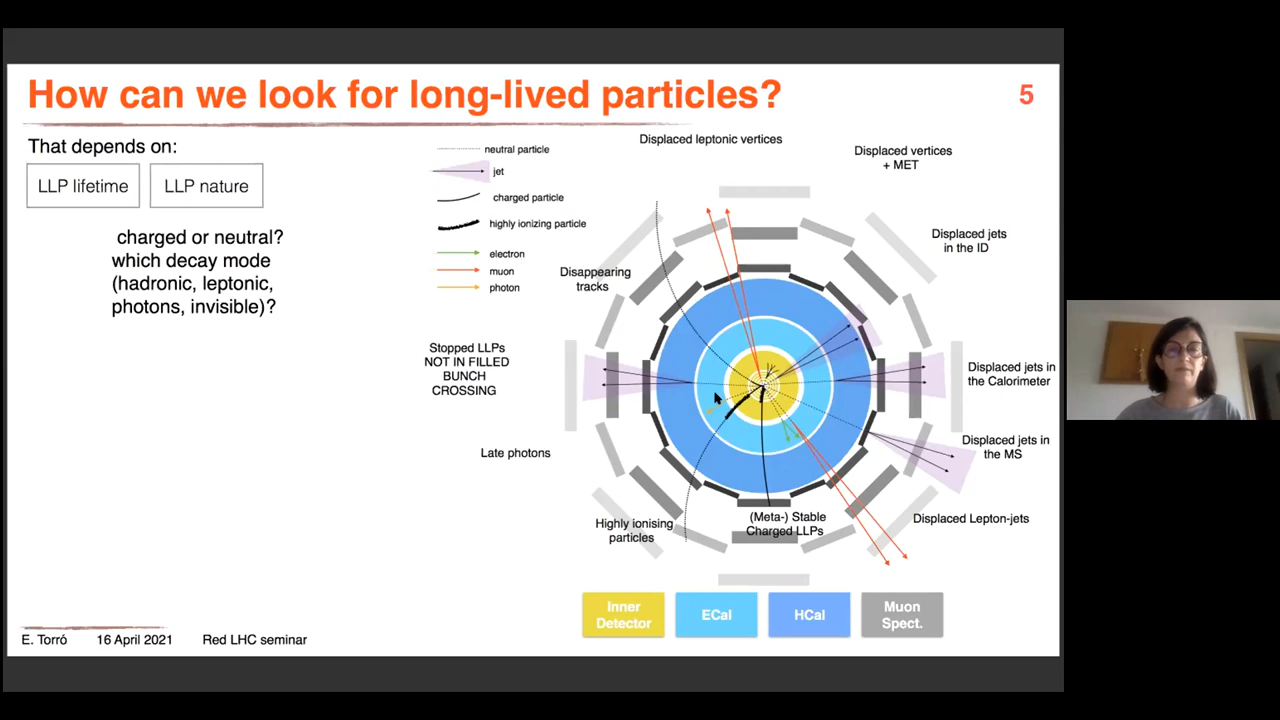 How can we look for long-lived particles?
5
That depends on:
LLP lifetime
LLP nature
charged or neutral?
which decay mode
(hadronic, leptonic,
photons, invisible)?
neutral particle
jet
charged particle
highly ionizing particle
electron
muon
photon
Displaced leptonic vertices
Displaced vertices
+ MET
Displaced jets
in the ID
Disappearing
tracks
Stopped LLPs
NOT IN FILLED
BUNCH
CROSSING
Displaced jets in
the Calorimeter
Late photons
Displaced jets in
the MS
Highly ionising
particles
(Meta-) Stable
Charged LLPs
Displaced Lepton-jets
Inner
Detector
ECal
HCal
Muon
Spect.
E. Torró
16 April 2021
Red LHC seminar